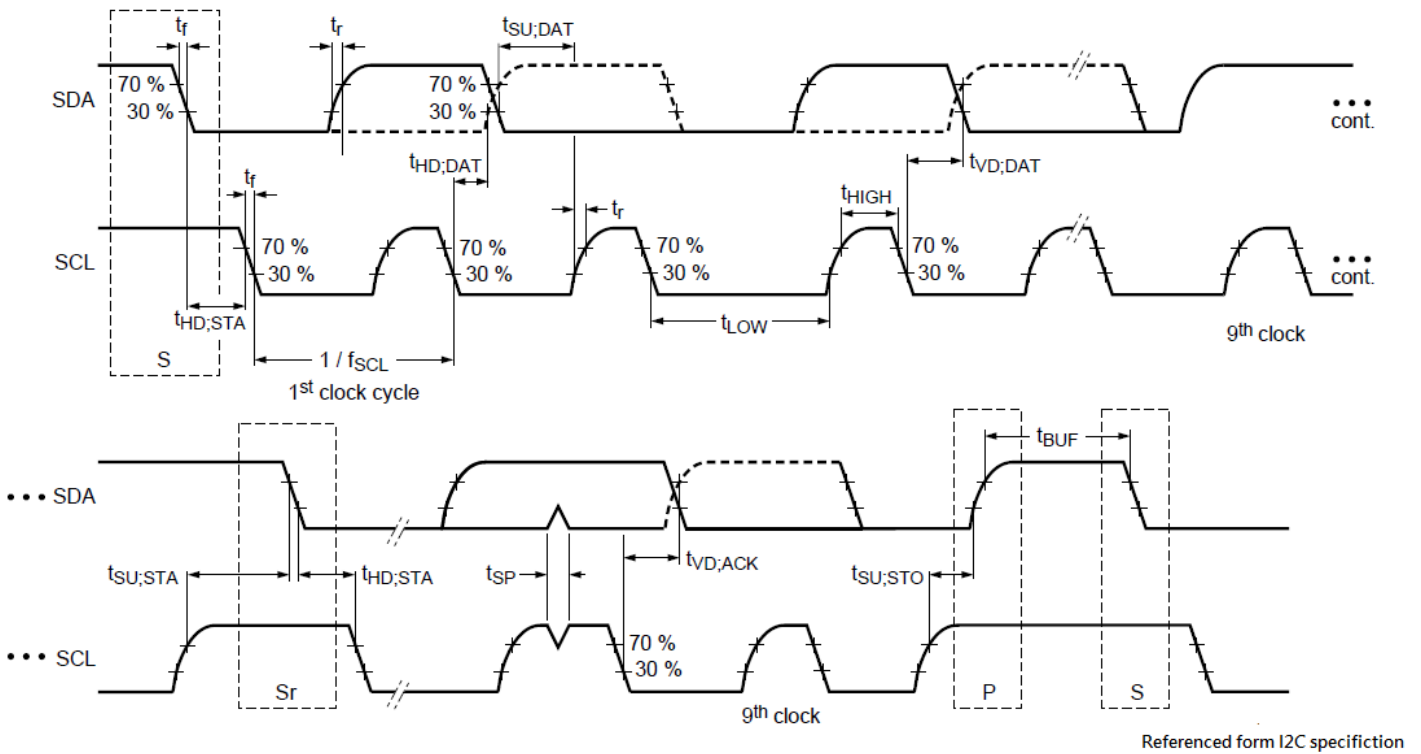 tf
tr
tSU;DAT
SDA
70 %
30 %
70 %
30 %
cont.
tHD;DAT
tVD;DAT
tf
tr
tHIGH
SCL
70 %
30 %
70 %
30 %
70 %
30 %
70 %
30 %
cont.
tHD;STA
tLOW
9th clock
S
1 / fSCL
1st clock cycle
tBUF
••• SDA
tSU;STA
tHD;STA
tSP
tVD;ACK
tSU;STO
70 %
30 %
••• SCL
Sr
P
S
9th clock
Referenced form I2C specifiction